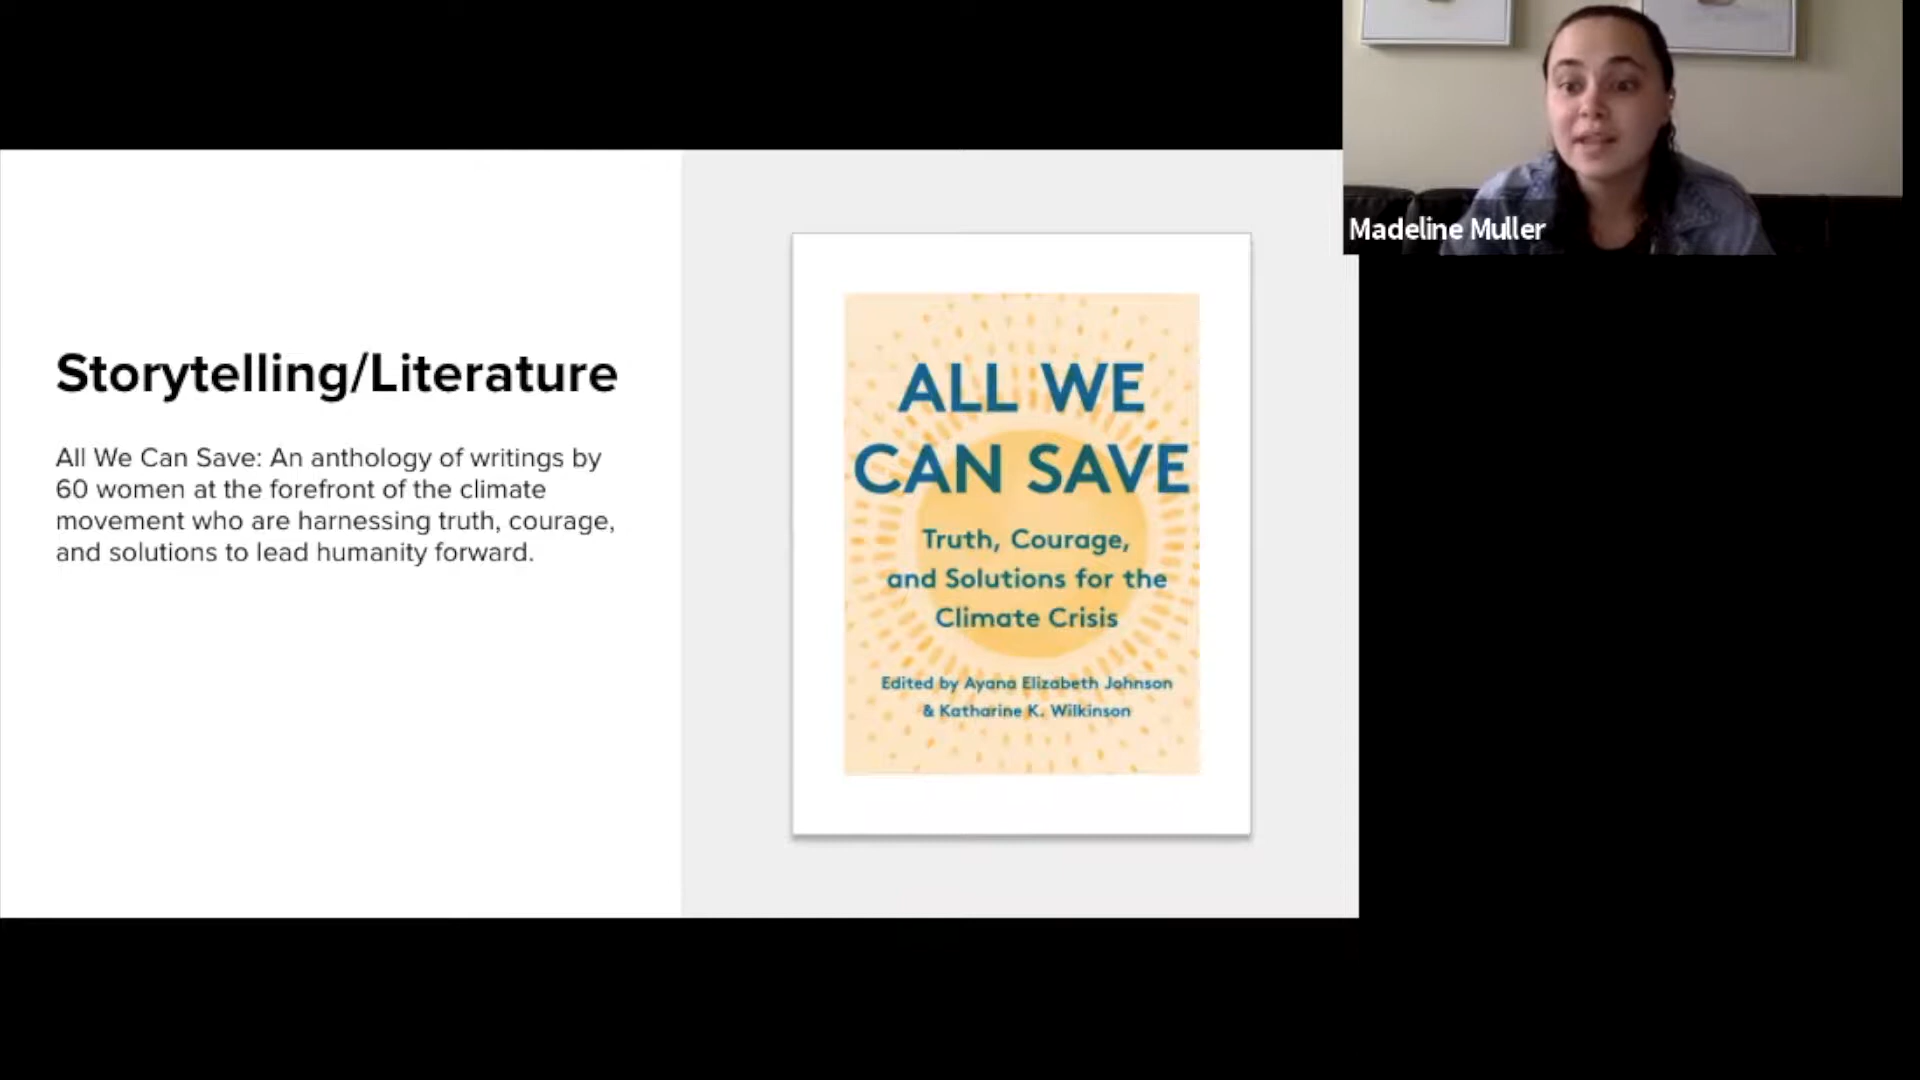 Storytelling/Literature
All We Can Save: An anthology of writings by
60 women at the forefront of the climate
movement who are harnessing truth, courage,
and solutions to lead humanity forward.
ALL WE
CAN SAVE
Truth, Courage,
and Solutions for the
Climate Crisis
Edited by Ayana Elizabeth Johnson
& Katharine K. Wilkinson
Madeline Muller